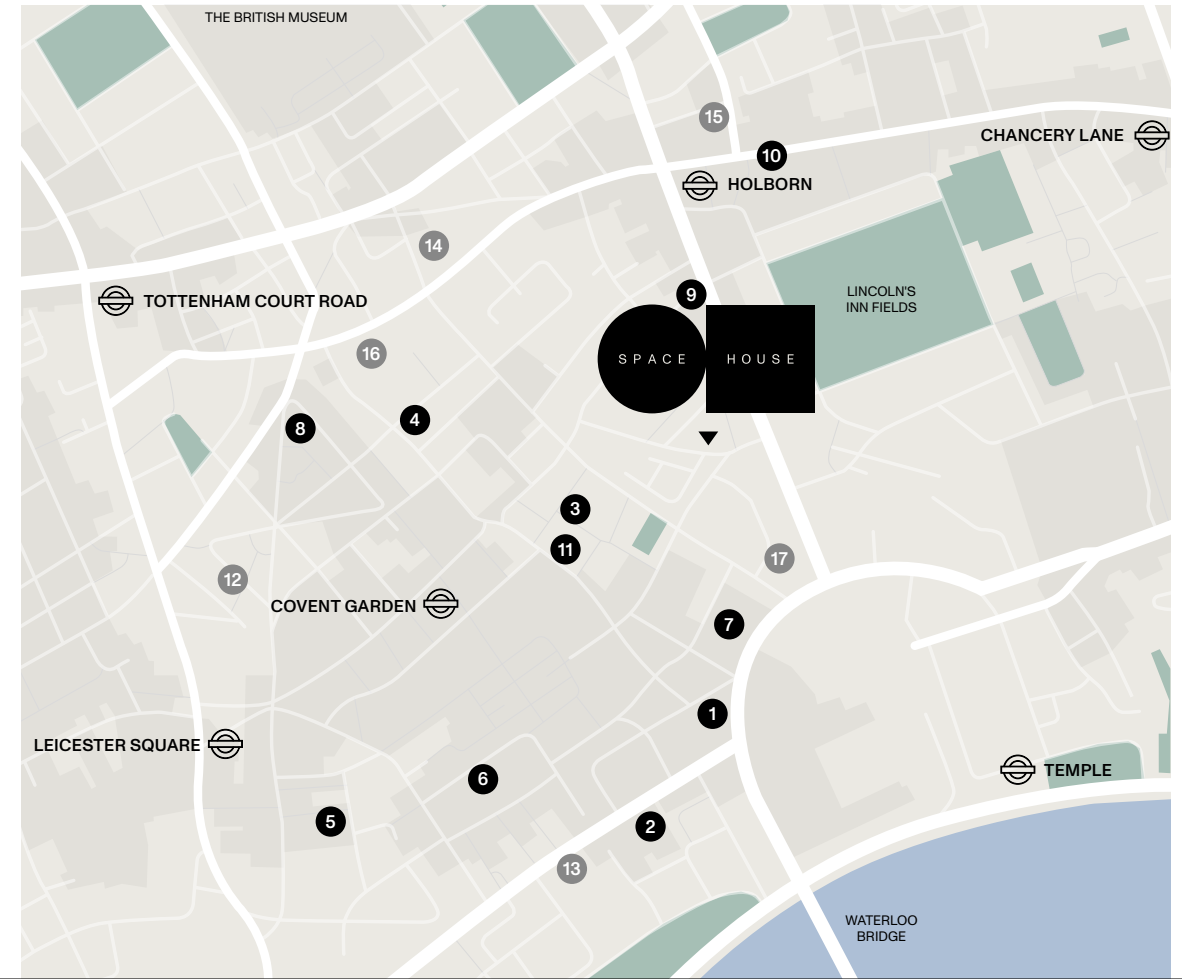 THE BRITISH MUSEUM
15
CHANCERY LANE
10
HOLBORN
14
TOTTENHAM COURT ROAD
9
LINCOLN'S
INN FIELDS
16
SPACE HOUSE
4
8
3
11
17
12
COVENT GARDEN
7
1
LEICESTER SQUARE
TEMPLE
6
5
2
13
WATERLOO
BRIDGE